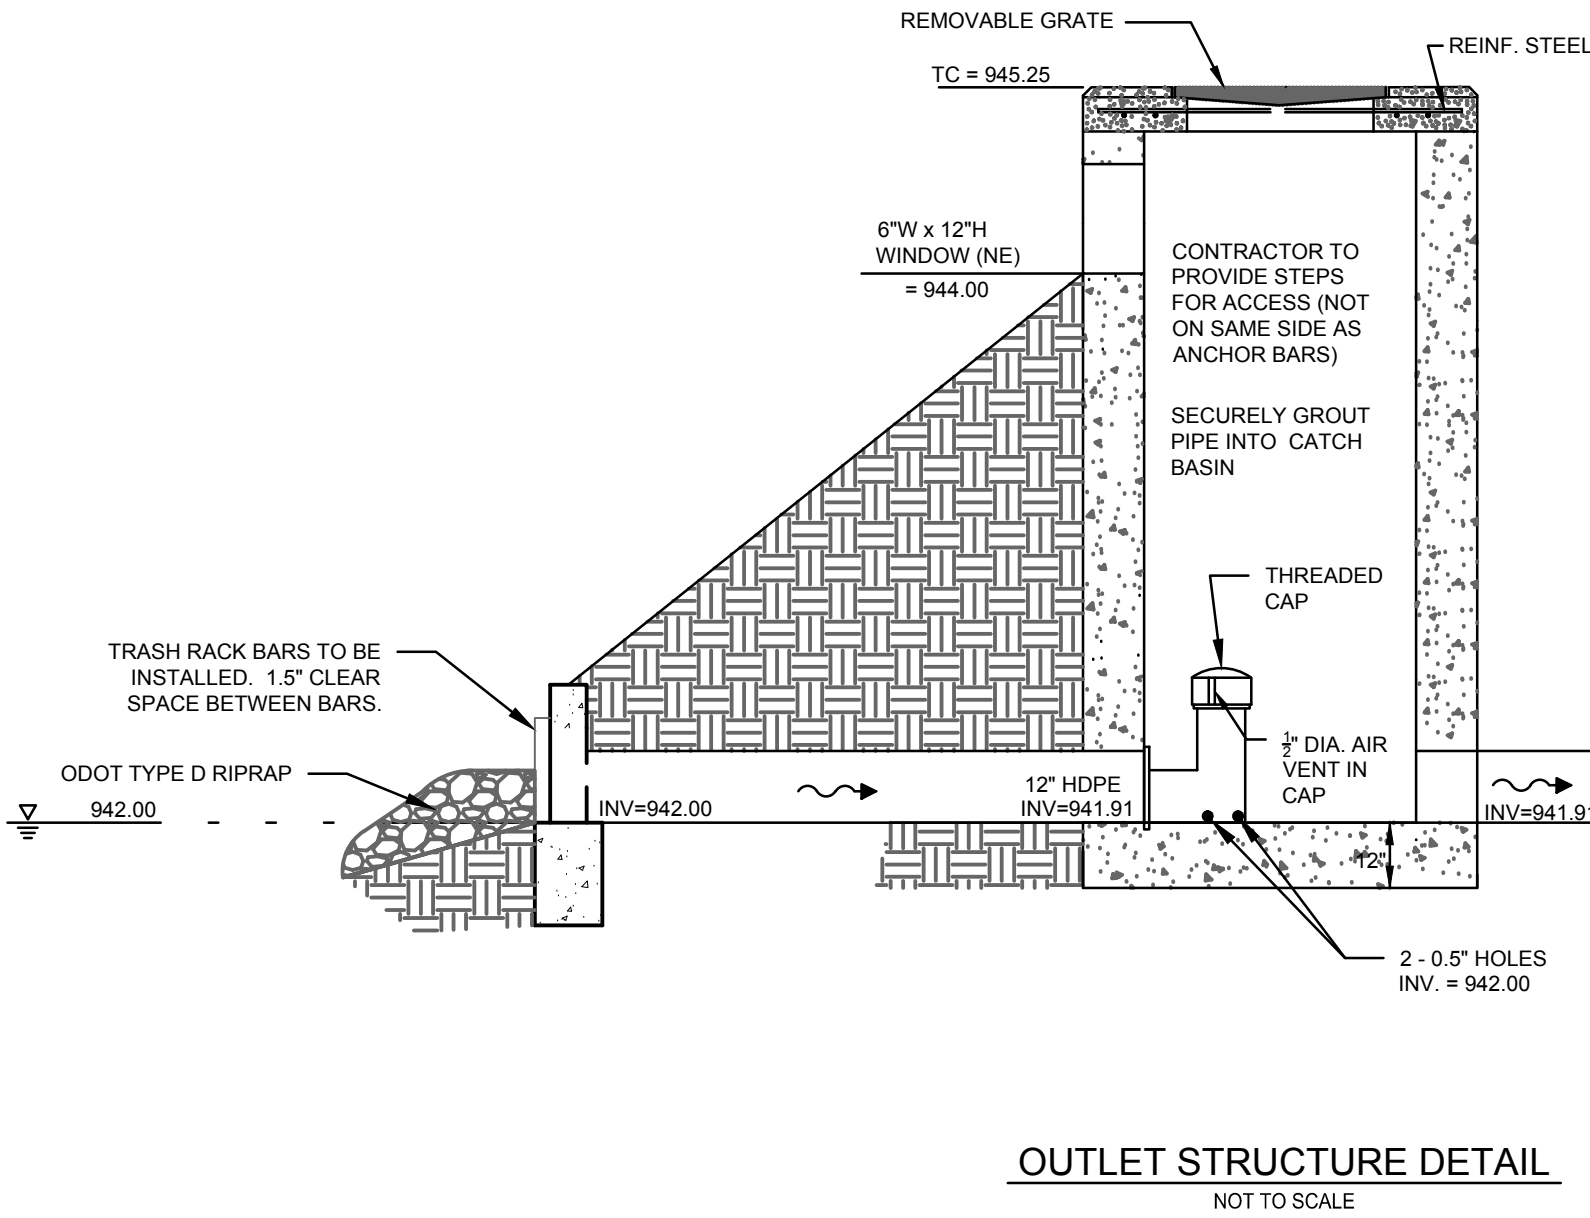 REMOVABLE GRATE
REINF. STEEL
TC = 945.25
6"W x 12"H
WINDOW (NE)
= 944.00
CONTRACTOR TO
PROVIDE STEPS
FOR ACCESS (NOT
ON SAME SIDE AS
ANCHOR BARS)
SECURELY GROUT
PIPE INTO CATCH
BASIN
THREADED
CAP
TRASH RACK BARS TO BE
INSTALLED. 1.5" CLEAR
SPACE BETWEEN BARS.
½" DIA. AIR
VENT IN
CAP
ODOT TYPE D RIPRAP
942.00
INV=942.00
12" HDPE
INV=941.91
INV=941.91
12"
2 - 0.5" HOLES
INV. = 942.00
OUTLET STRUCTURE DETAIL
NOT TO SCALE